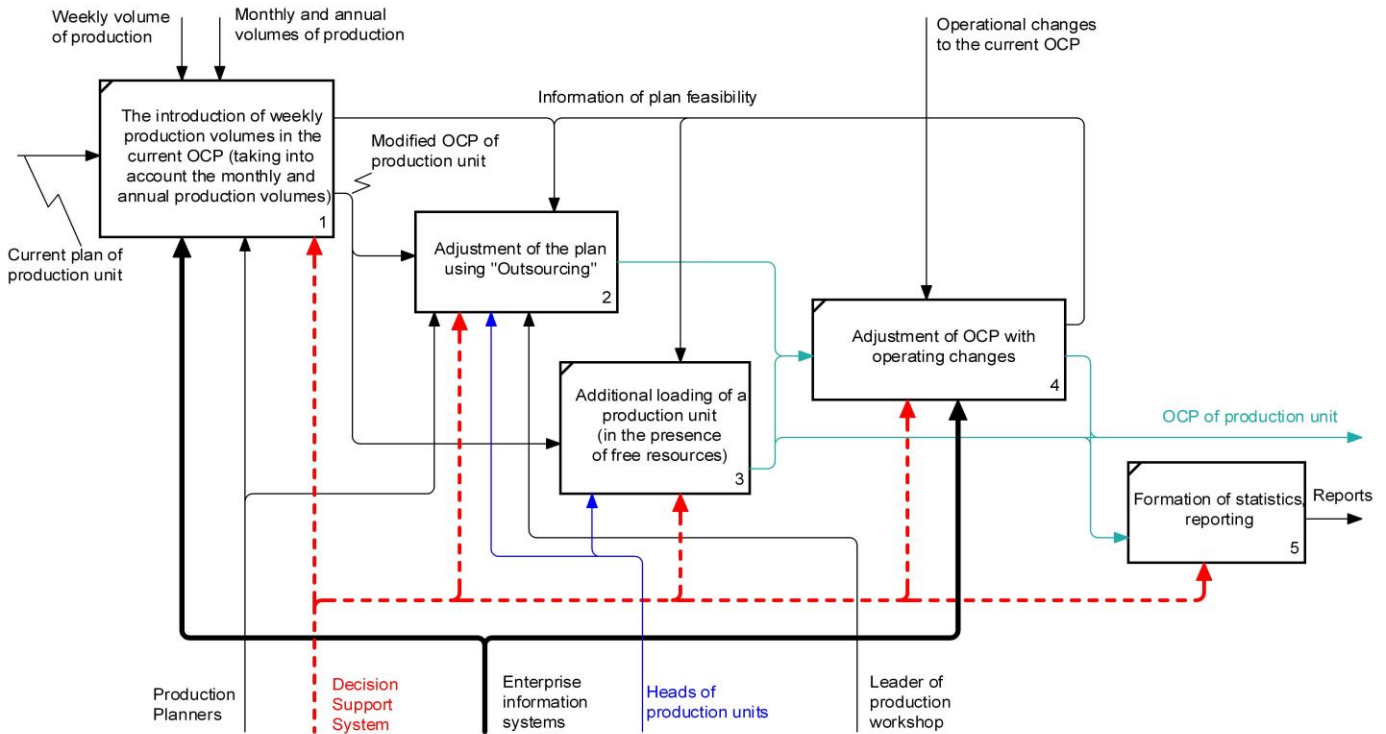 Weekly volume
of production
Monthly and annual
volumes of production
Operational changes
to the current OCP
The introduction of weekly
production volumes in the
current OCP (taking into
account the monthly and
annual production volumes)
1
Information of plan feasibility
Modified OCP of
production unit
Current plan of
production unit
Adjustment of the plan
using "Outsourcing"
2
Adjustment of OCP with
operating changes
4
Additional loading of a
production unit
(in the presence
of free resources)
3
OCP of production unit
Formation of statistics,
reporting
5
Reports
Production
Planners
Decision
Support
System
Enterprise
information
systems
Heads of
production units
Leader of
production
workshop